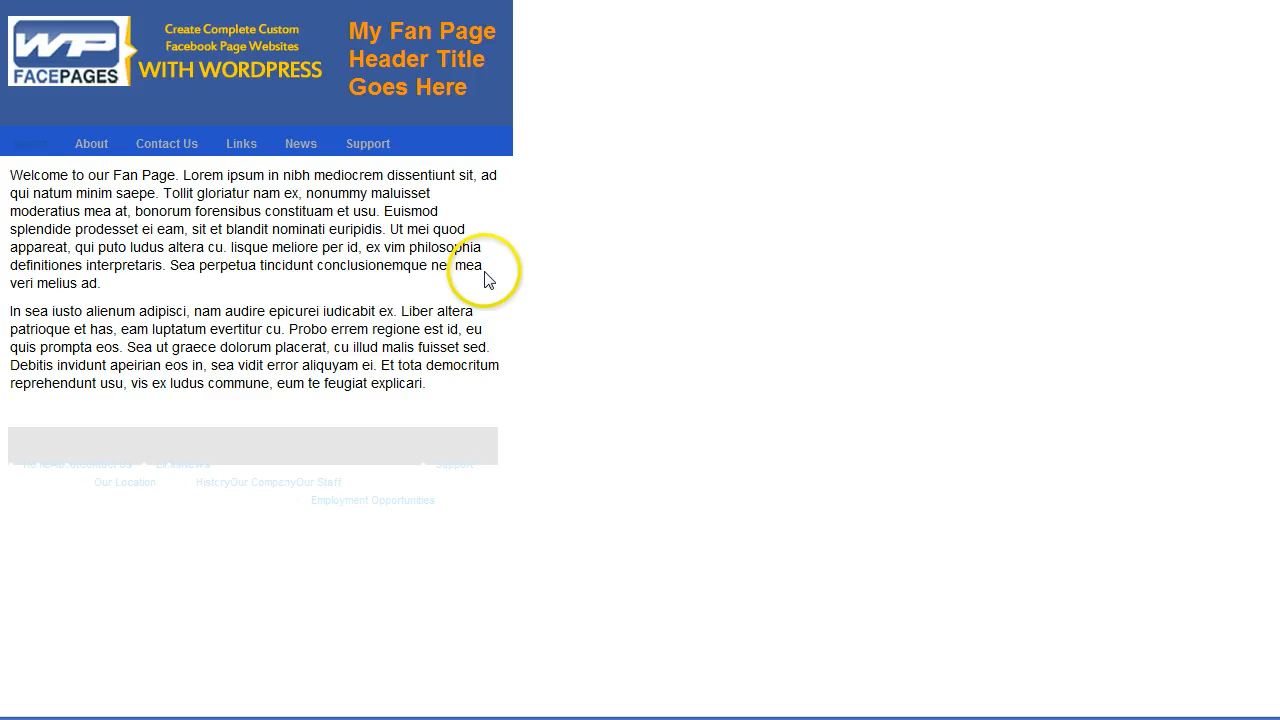 WP
FACEPAGES
Create Complete Custom
Facebook Page Websites
WITH WORDPRESS
My Fan Page
Header Title
Goes Here
About Contact Us Links News Support
Welcome to our Fan Page. Lorem ipsum in nibh mediocrem dissentiunt sit, ad
qui natum minim saepe. Tollit gloriatur nam ex, nonummy maluisset
moderatius mea at, bonorum forensibus constituam et usu. Euismod
splendide prodesset ei eam, sit et blandit nominati euripidis. Ut mei quod
appareat, qui puto ludus altera cu. Iisque meliore per id, ex vim philosophia
definitiones interpretaris. Sea perpetua tincidunt conclusionemque ne mea
veri melius ad.
In sea iusto alienum adipisci, nam audire epicurei iudicabit ex. Liber altera
patrioque et has, eam luptatum evertitur cu. Probo errem regione est id, eu
quis prompta eos. Sea ut graece dolorum placerat, cu illud malis fuisset sed.
Debitis invidunt apeirian eos in, sea vidit error aliquyam ei. Et tota democritum
reprehendunt usu, vis ex ludus commune, eum te feugiat explicari.
Support
Our Location HistoryOur CompanyOur Staff
Employment Opportunities